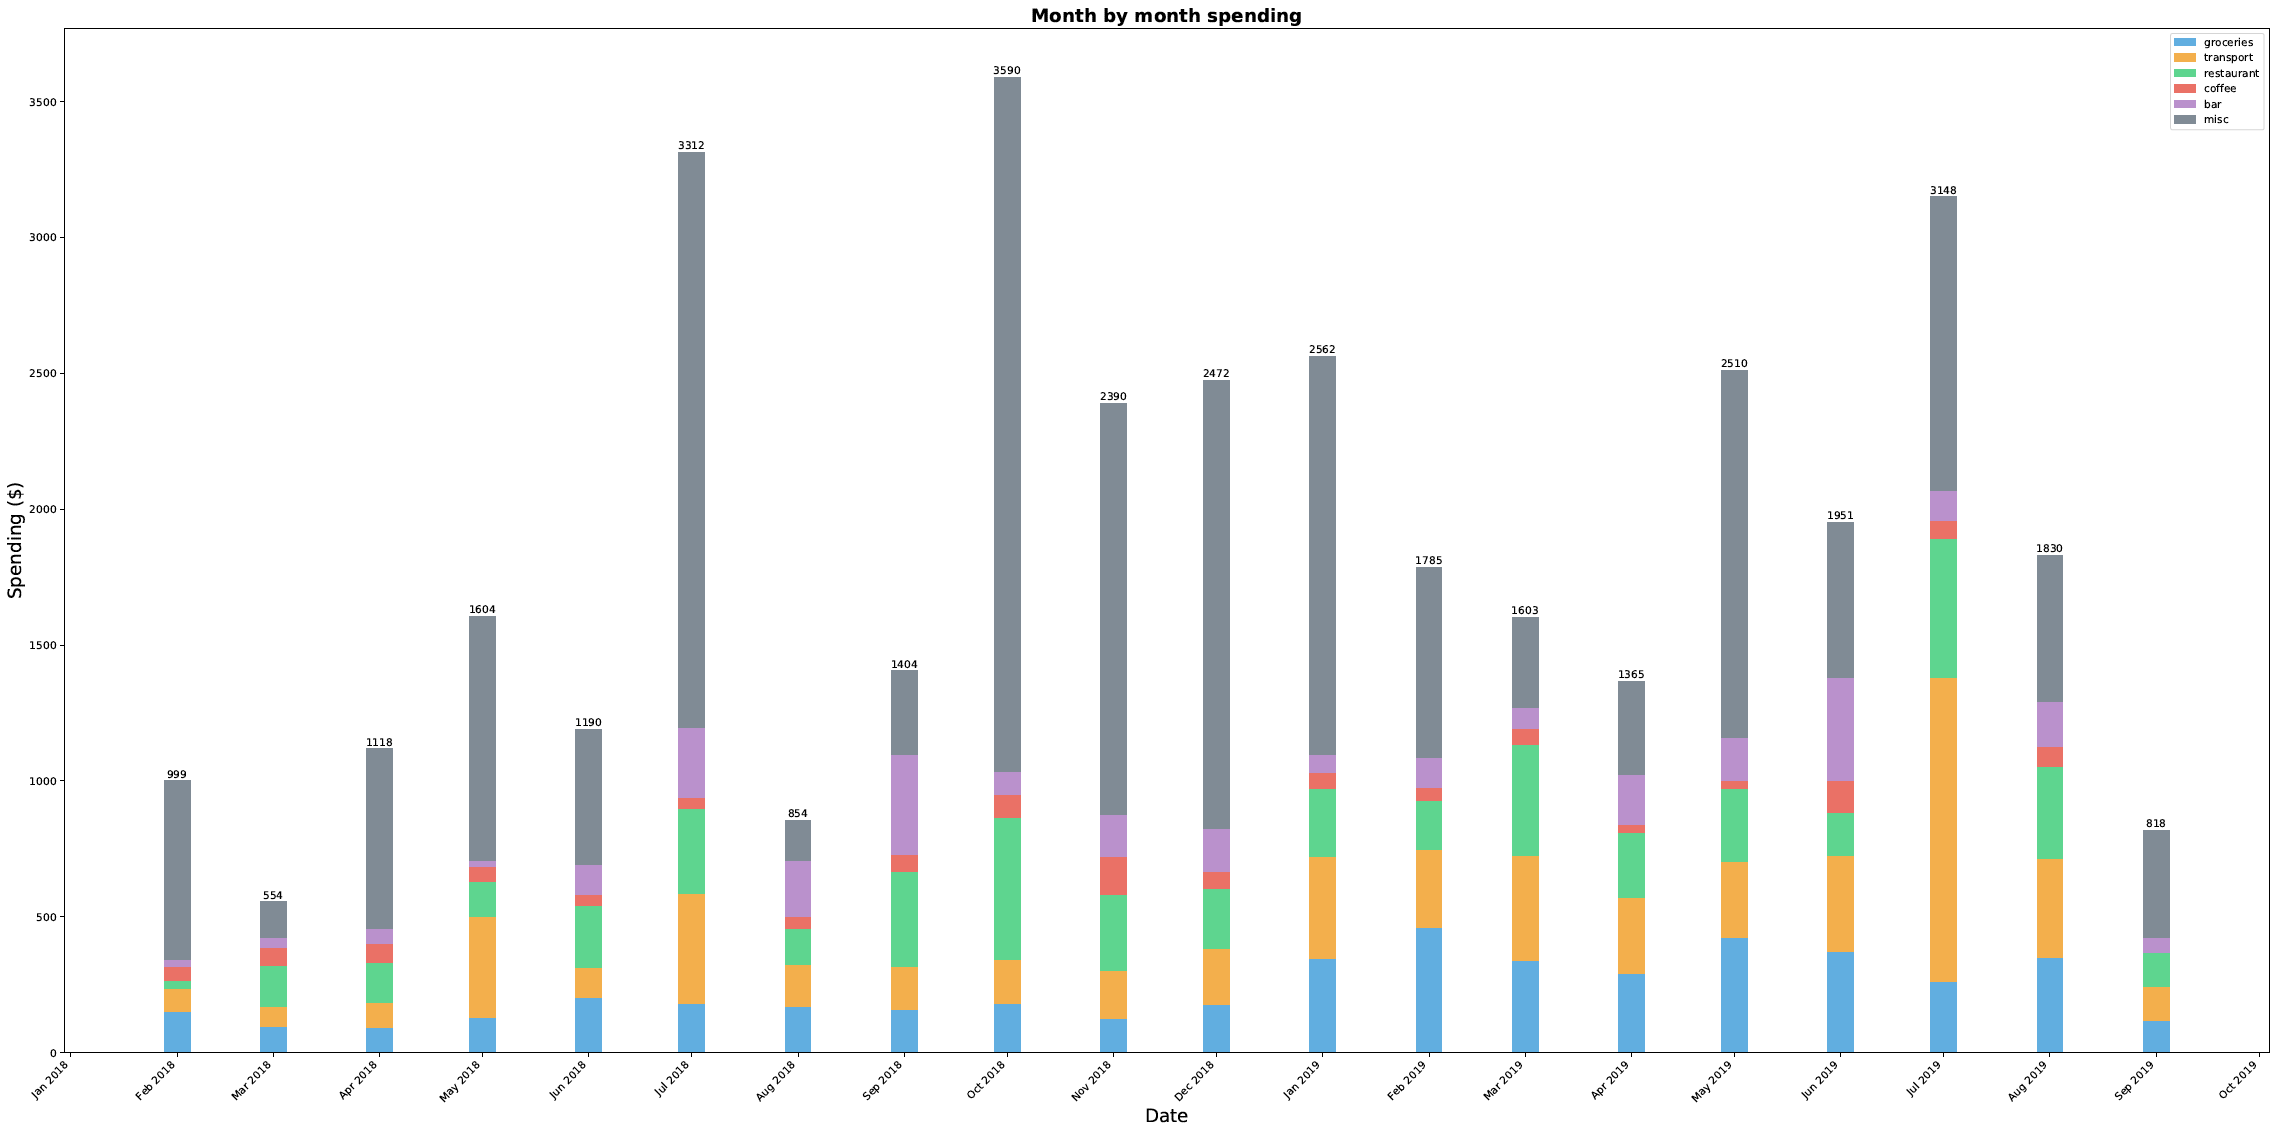 Month by month spending
groceries
transport
restaurant
coffee
bar
misc
Spending ($)
3500
3000
2500
2000
1500
1000
500
0
999
554
1118
1604
1190
3312
854
1404
3590
2390
2472
2562
1785
1603
1365
2510
1951
3148
1830
818
Jan 2018
Feb 2018
Mar 2018
Apr 2018
May 2018
Jun 2018
Jul 2018
Aug 2018
Sep 2018
Oct 2018
Nov 2018
Dec 2018
Jan 2019
Feb 2019
Mar 2019
Apr 2019
May 2019
Jun 2019
Jul 2019
Aug 2019
Sep 2019
Oct 2019
Date